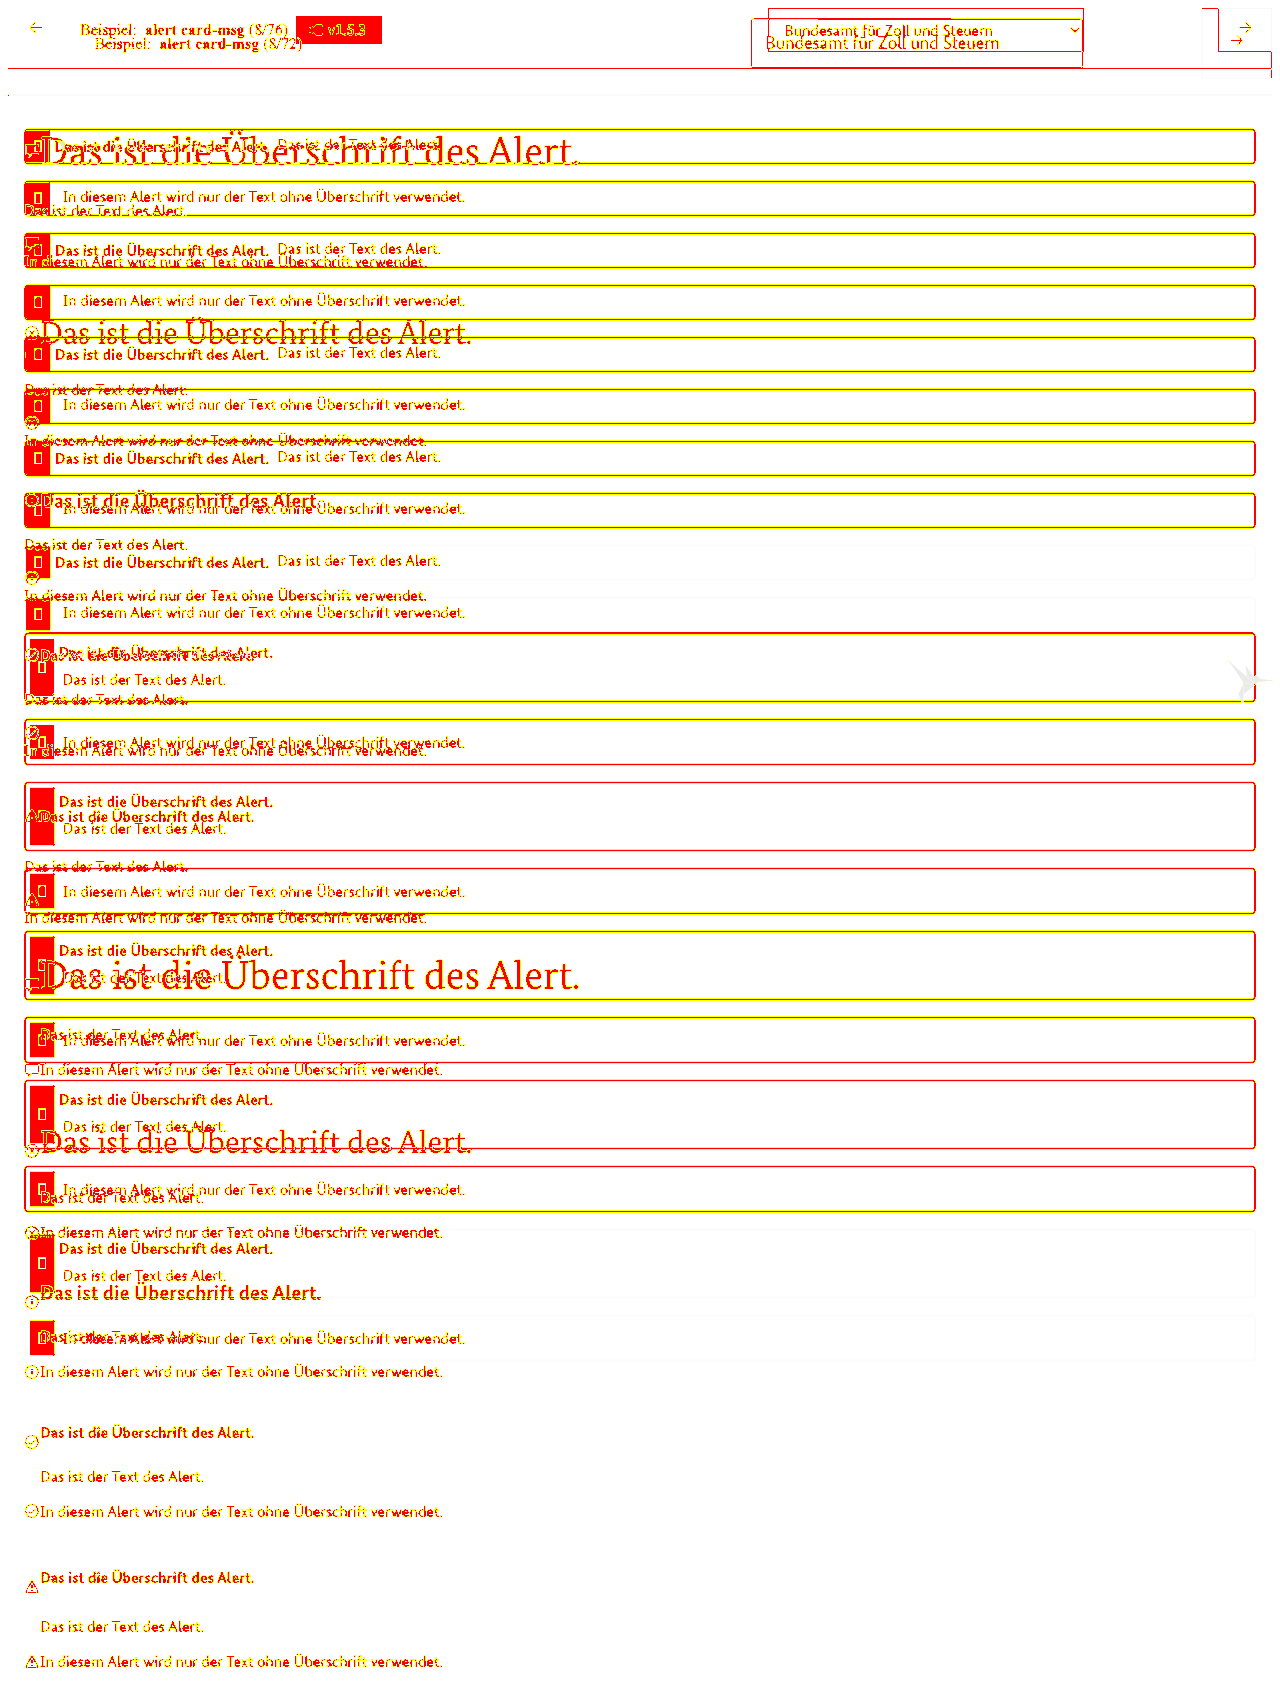 Beispiel: alert card-msg (8/76) v1.5.3 Bundesamt für Zoll und Steuern
Beispiel: alert card-msg (8/72) Bundesamt für Zoll und Steuern
Das ist die Überschrift des Alert. Das ist der Text des Alert.
Das ist die Überschrift des Alert.
In diesem Alert wird nur der Text ohne Überschrift verwendet.
Das ist der Text des Alert.
Das ist die Überschrift des Alert. Das ist der Text des Alert.
In diesem Alert wird nur der Text ohne Überschrift verwendet.
In diesem Alert wird nur der Text ohne Überschrift verwendet.
Das ist die Überschrift des Alert.
Das ist die Überschrift des Alert. Das ist der Text des Alert.
Das ist der Text des Alert.
In diesem Alert wird nur der Text ohne Überschrift verwendet.
In diesem Alert wird nur der Text ohne Überschrift verwendet.
Das ist die Überschrift des Alert. Das ist der Text des Alert.
Das ist die Überschrift des Alert.
In diesem Alert wird nur der Text ohne Überschrift verwendet.
Das ist der Text des Alert.
Das ist die Überschrift des Alert. Das ist der Text des Alert.
In diesem Alert wird nur der Text ohne Überschrift verwendet.
In diesem Alert wird nur der Text ohne Überschrift verwendet.
Das ist die Überschrift des Alert.
Das ist die Überschrift des Alert.
Das ist der Text des Alert.
Das ist der Text des Alert.
In diesem Alert wird nur der Text ohne Überschrift verwendet.
In diesem Alert wird nur der Text ohne Überschrift verwendet.
Das ist die Überschrift des Alert.
Das ist die Überschrift des Alert.
Das ist der Text des Alert.
Das ist der Text des Alert.
In diesem Alert wird nur der Text ohne Überschrift verwendet.
In diesem Alert wird nur der Text ohne Überschrift verwendet.
Das ist die Überschrift des Alert.
Das ist die Überschrift des Alert.
Das ist der Text des Alert.
Das ist der Text des Alert.
In diesem Alert wird nur der Text ohne Überschrift verwendet.
In diesem Alert wird nur der Text ohne Überschrift verwendet.
Das ist die Überschrift des Alert.
Das ist der Text des Alert.
Das ist die Überschrift des Alert.
In diesem Alert wird nur der Text ohne Überschrift verwendet.
Das ist der Text des Alert.
In diesem Alert wird nur der Text ohne Überschrift verwendet.
Das ist die Überschrift des Alert.
Das ist der Text des Alert.
Das ist die Überschrift des Alert.
Das ist der Text des Alert.
In diesem Alert wird nur der Text ohne Überschrift verwendet.
In diesem Alert wird nur der Text ohne Überschrift verwendet.
Das ist die Überschrift des Alert.
Das ist der Text des Alert.
In diesem Alert wird nur der Text ohne Überschrift verwendet.
Das ist die Überschrift des Alert.
Das ist der Text des Alert.
In diesem Alert wird nur der Text ohne Überschrift verwendet.